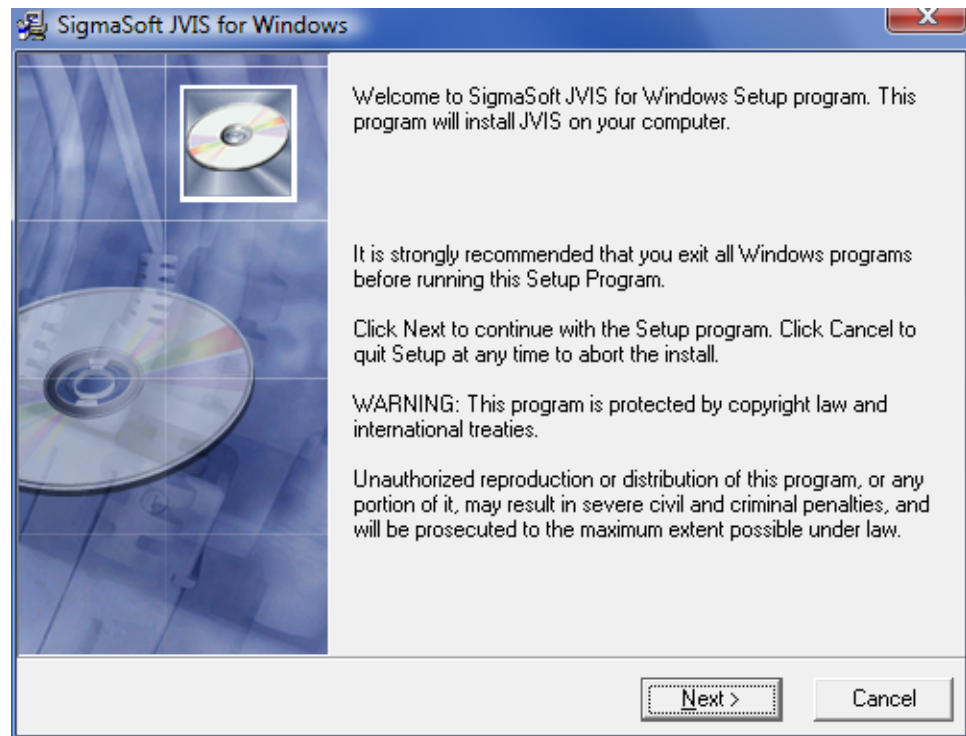 SigmaSoft JVIS for Windows
Welcome to SigmaSoft JVIS for Windows Setup program. This
program will install JVIS on your computer.
It is strongly recommended that you exit all Windows programs
before running this Setup Program.
Click Next to continue with the Setup program. Click Cancel to
quit Setup at any time to abort the install.
WARNING: This program is protected by copyright law and
international treaties.
Unauthorized reproduction or distribution of this program, or any
portion of it, may result in severe civil and criminal penalties, and
will be prosecuted to the maximum extent possible under law.
Next >
Cancel